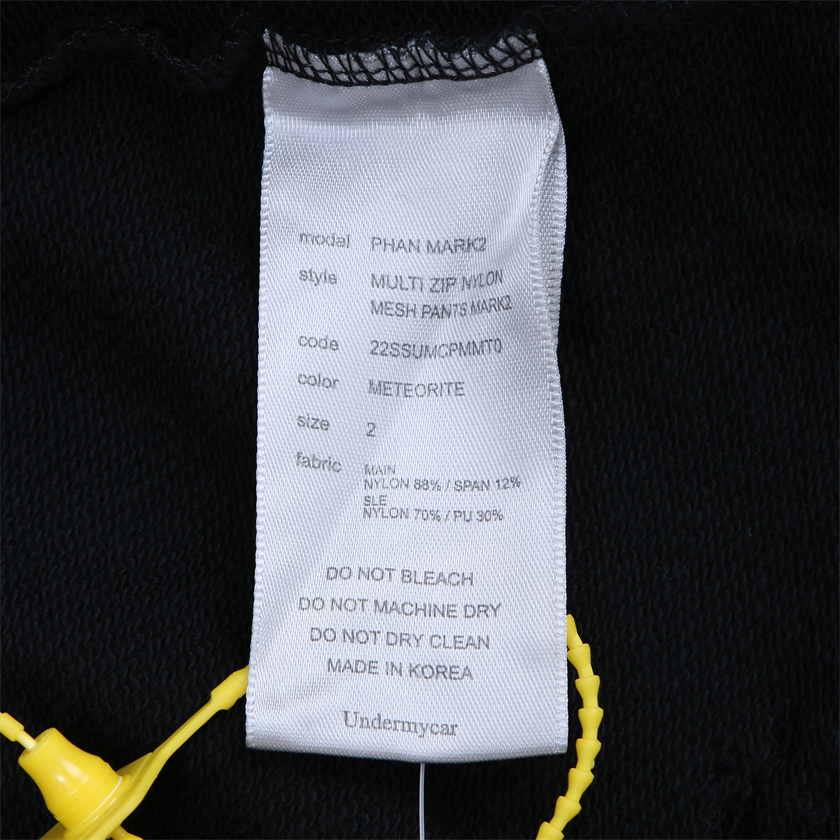 modal PHAN MARK2
style MULTI ZIP NYLON
MESH PANTS MARK2
code 22SSUMCPMMT0
color METEORITE
size 2
fabric MAIN
NYLON 88% / SPAN 12%
SLE
NYLON 70% / PU 30%
DO NOT BLEACH
DO NOT MACHINE DRY
DO NOT DRY CLEAN
MADE IN KOREA
Undermycar